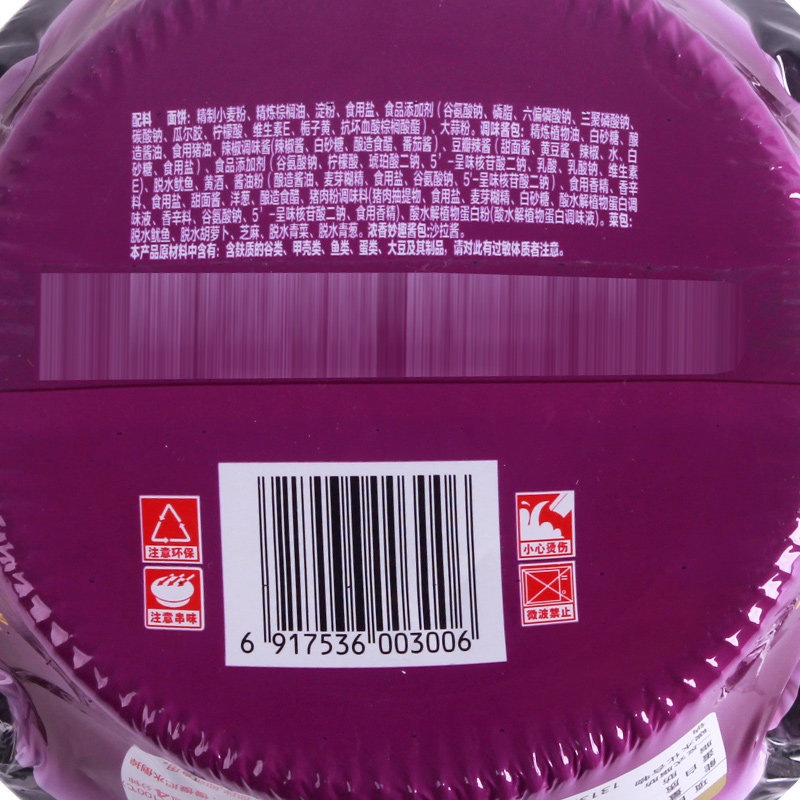 配料 面饼：精制小麦粉、精炼棕榈油、淀粉、食用盐、食品添加剂（谷氨酸钠、磷脂、六偏磷酸钠、三聚磷酸钠、
碳酸钠、瓜尔胶、柠檬酸、维生素E、栀子黄、抗坏血酸棕榈酸酯）、大蒜粉。调味酱包：精炼植物油、白砂糖、酿
造酱油、食用猪油、辣椒调味酱(辣椒酱、白砂糖、酿造食醋、番茄酱）、豆瓣辣酱（甜面酱、黄豆酱、辣椒、水、白
砂糖、食用盐）、食品添加剂（谷氨酸钠、柠檬酸、琥珀酸二钠、5'-呈味核苷酸二钠、乳酸、乳酸钠、维生素
E）、脱水鱿鱼、黄酒、酱油粉（酿造酱油、麦芽糊精、食用盐、谷氨酸钠、5'-呈味核苷酸二钠）、食用香精、香辛
料、食用盐、甜面酱、洋葱、酿造食醋、猪肉粉调味料(猪肉抽提物、食用盐、麦芽糊精、白砂糖、酸水解植物蛋白调
味液、香辛料、谷氨酸钠、5'-呈味核苷酸二钠、食用香精）、酸水解植物蛋白粉(酸水解植物蛋白调味液)。菜包：
脱水鱿鱼、脱水胡萝卜、芝麻、脱水青菜、脱水青葱。浓香炒趣酱包:沙拉酱。
本产品原材料中含有：含麸质的谷类、甲壳类、鱼类、蛋类、大豆及其制品，请对此有过敏体质者注意。
注意环保
小心烫伤
注意串味
微波禁止
6 917536 003006